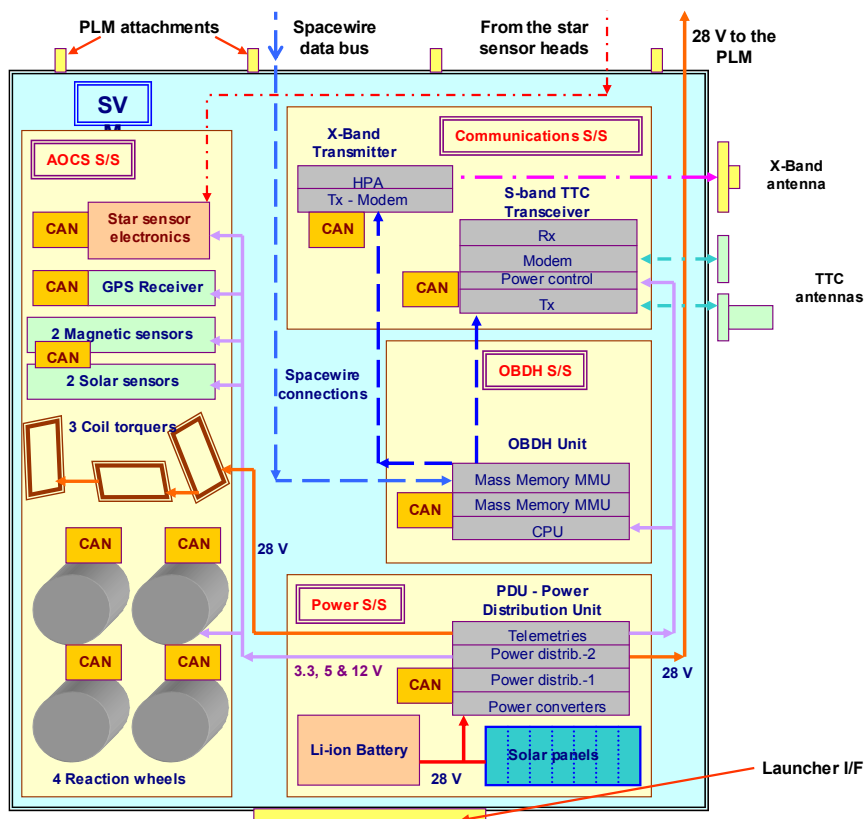 PLM attachments
Spacewire
data bus
From the star
sensor heads
28 V to the
PLM
SV
AOCS S/S
X-Band
Transmitter
Communications S/S
HPA
Tx - Modem
CAN
S-band TTC
Transceiver
Rx
Modem
Power control
Tx
CAN
X-Band
antenna
TTC
antennas
CAN
Star sensor
electronics
CAN
GPS Receiver
2 Magnetic sensors
CAN
2 Solar sensors
3 Coil torquers
Spacewire
connections
OBDH S/S
OBDH Unit
Mass Memory MMU
Mass Memory MMU
CPU
CAN
28 V
CAN
CAN
CAN
CAN
4 Reaction wheels
Power S/S
PDU - Power
Distribution Unit
Telemetries
Power distrib.-2
Power distrib.-1
Power converters
CAN
3.3, 5 & 12 V
28 V
Li-ion Battery
28 V
Solar panels
Launcher I/F